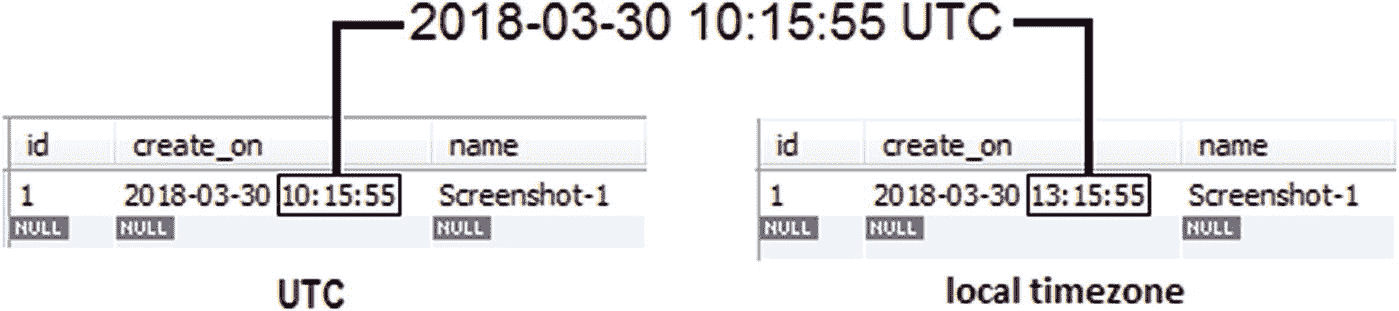 2018-03-30 10:15:55 UTC
id create_on name
1 2018-03-30 10:15:55 Screenshot-1
NULL NULL NULL
UTC
id create_on name
1 2018-03-30 13:15:55 Screenshot-1
NULL NULL NULL
local timezone